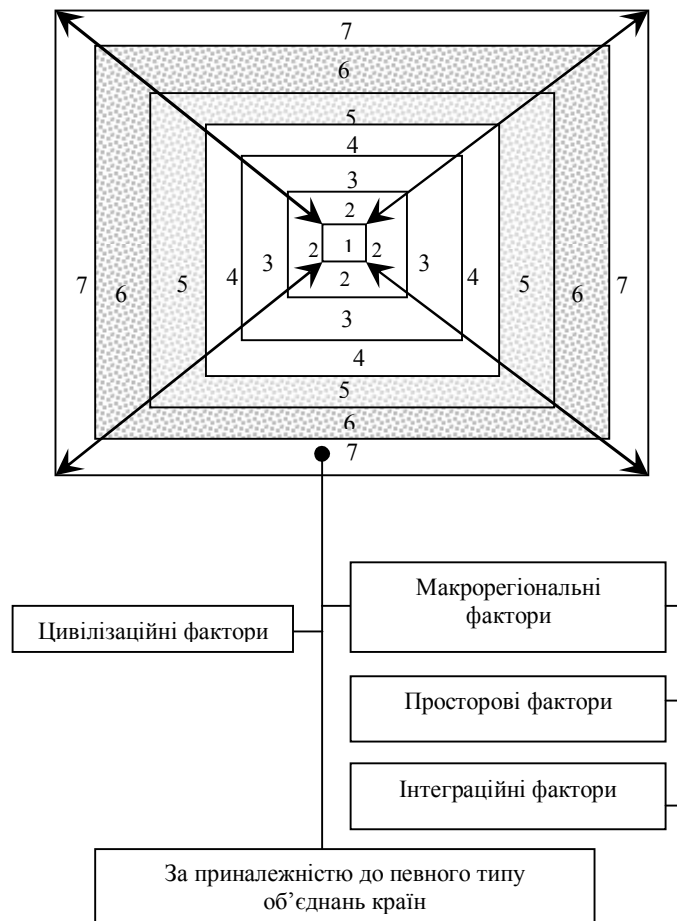 7
6
5
4
3
2
2 1 2
7 6 5 4 3 2 3 4 5 6 7
3
4
5
6
7
Макрорегіональні
фактори
Цивілізаційні фактори
Просторові фактори
Інтеграційні фактори
За приналежністю до певного типу
об’єднань країн